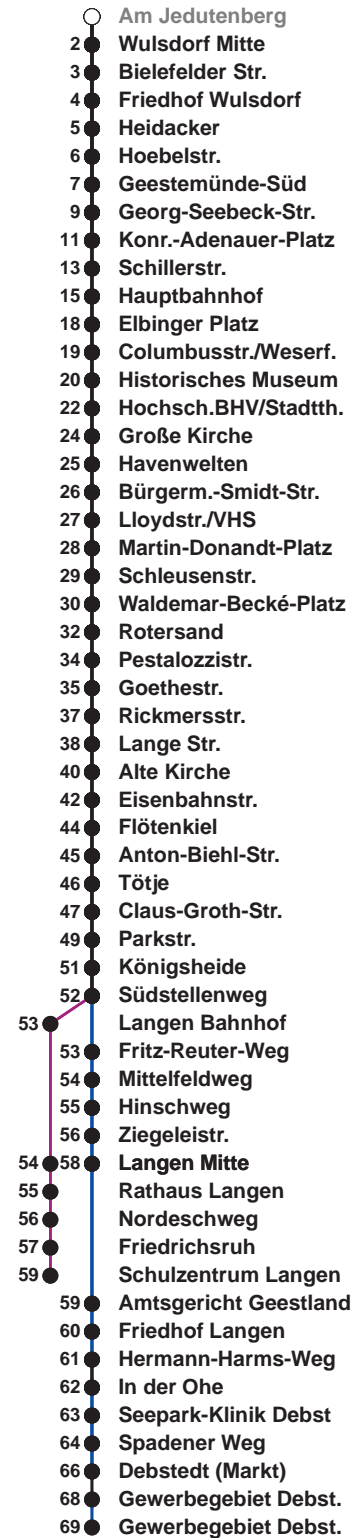 Am Jedutenberg
2 Wulsdorf Mitte
3 Bielefelder Str.
4 Friedhof Wulsdorf
5 Heidacker
6 Hoebelstr.
7 Geestemünde-Süd
9 Georg-Seebeck-Str.
11 Konr.-Adenauer-Platz
13 Schillerstr.
15 Hauptbahnhof
18 Elbinger Platz
19 Columbusstr./Weserf.
20 Historisches Museum
22 Hochsch.BHV/Stadtth.
24 Große Kirche
25 Havenwelten
26 Bürgerm.-Smidt-Str.
27 Lloydstr./VHS
28 Martin-Donandt-Platz
29 Schleusenstr.
30 Waldemar-Becké-Platz
32 Rotersand
34 Pestalozzistr.
35 Goethestr.
37 Rickmersstr.
38 Lange Str.
40 Alte Kirche
42 Eisenbahnstr.
44 Flötenkiel
45 Anton-Biehl-Str.
46 Tötje
47 Claus-Groth-Str.
49 Parkstr.
51 Königsheide
52 Südstellenweg
53 Langen Bahnhof
53 Fritz-Reuter-Weg
54 Mittelfeldweg
55 Hinschweg
56 Ziegeleistr.
54 58 Langen Mitte
55 Rathaus Langen
56 Nordeschweg
57 Friedrichsruh
59 Schulzentrum Langen
59 Amtsgericht Geestland
60 Friedhof Langen
61 Hermann-Harms-Weg
62 In der Ohe
63 Seepark-Klinik Debst
64 Spadener Weg
66 Debstedt (Markt)
68 Gewerbegebiet Debst.
69 Gewerbegebiet Debst.